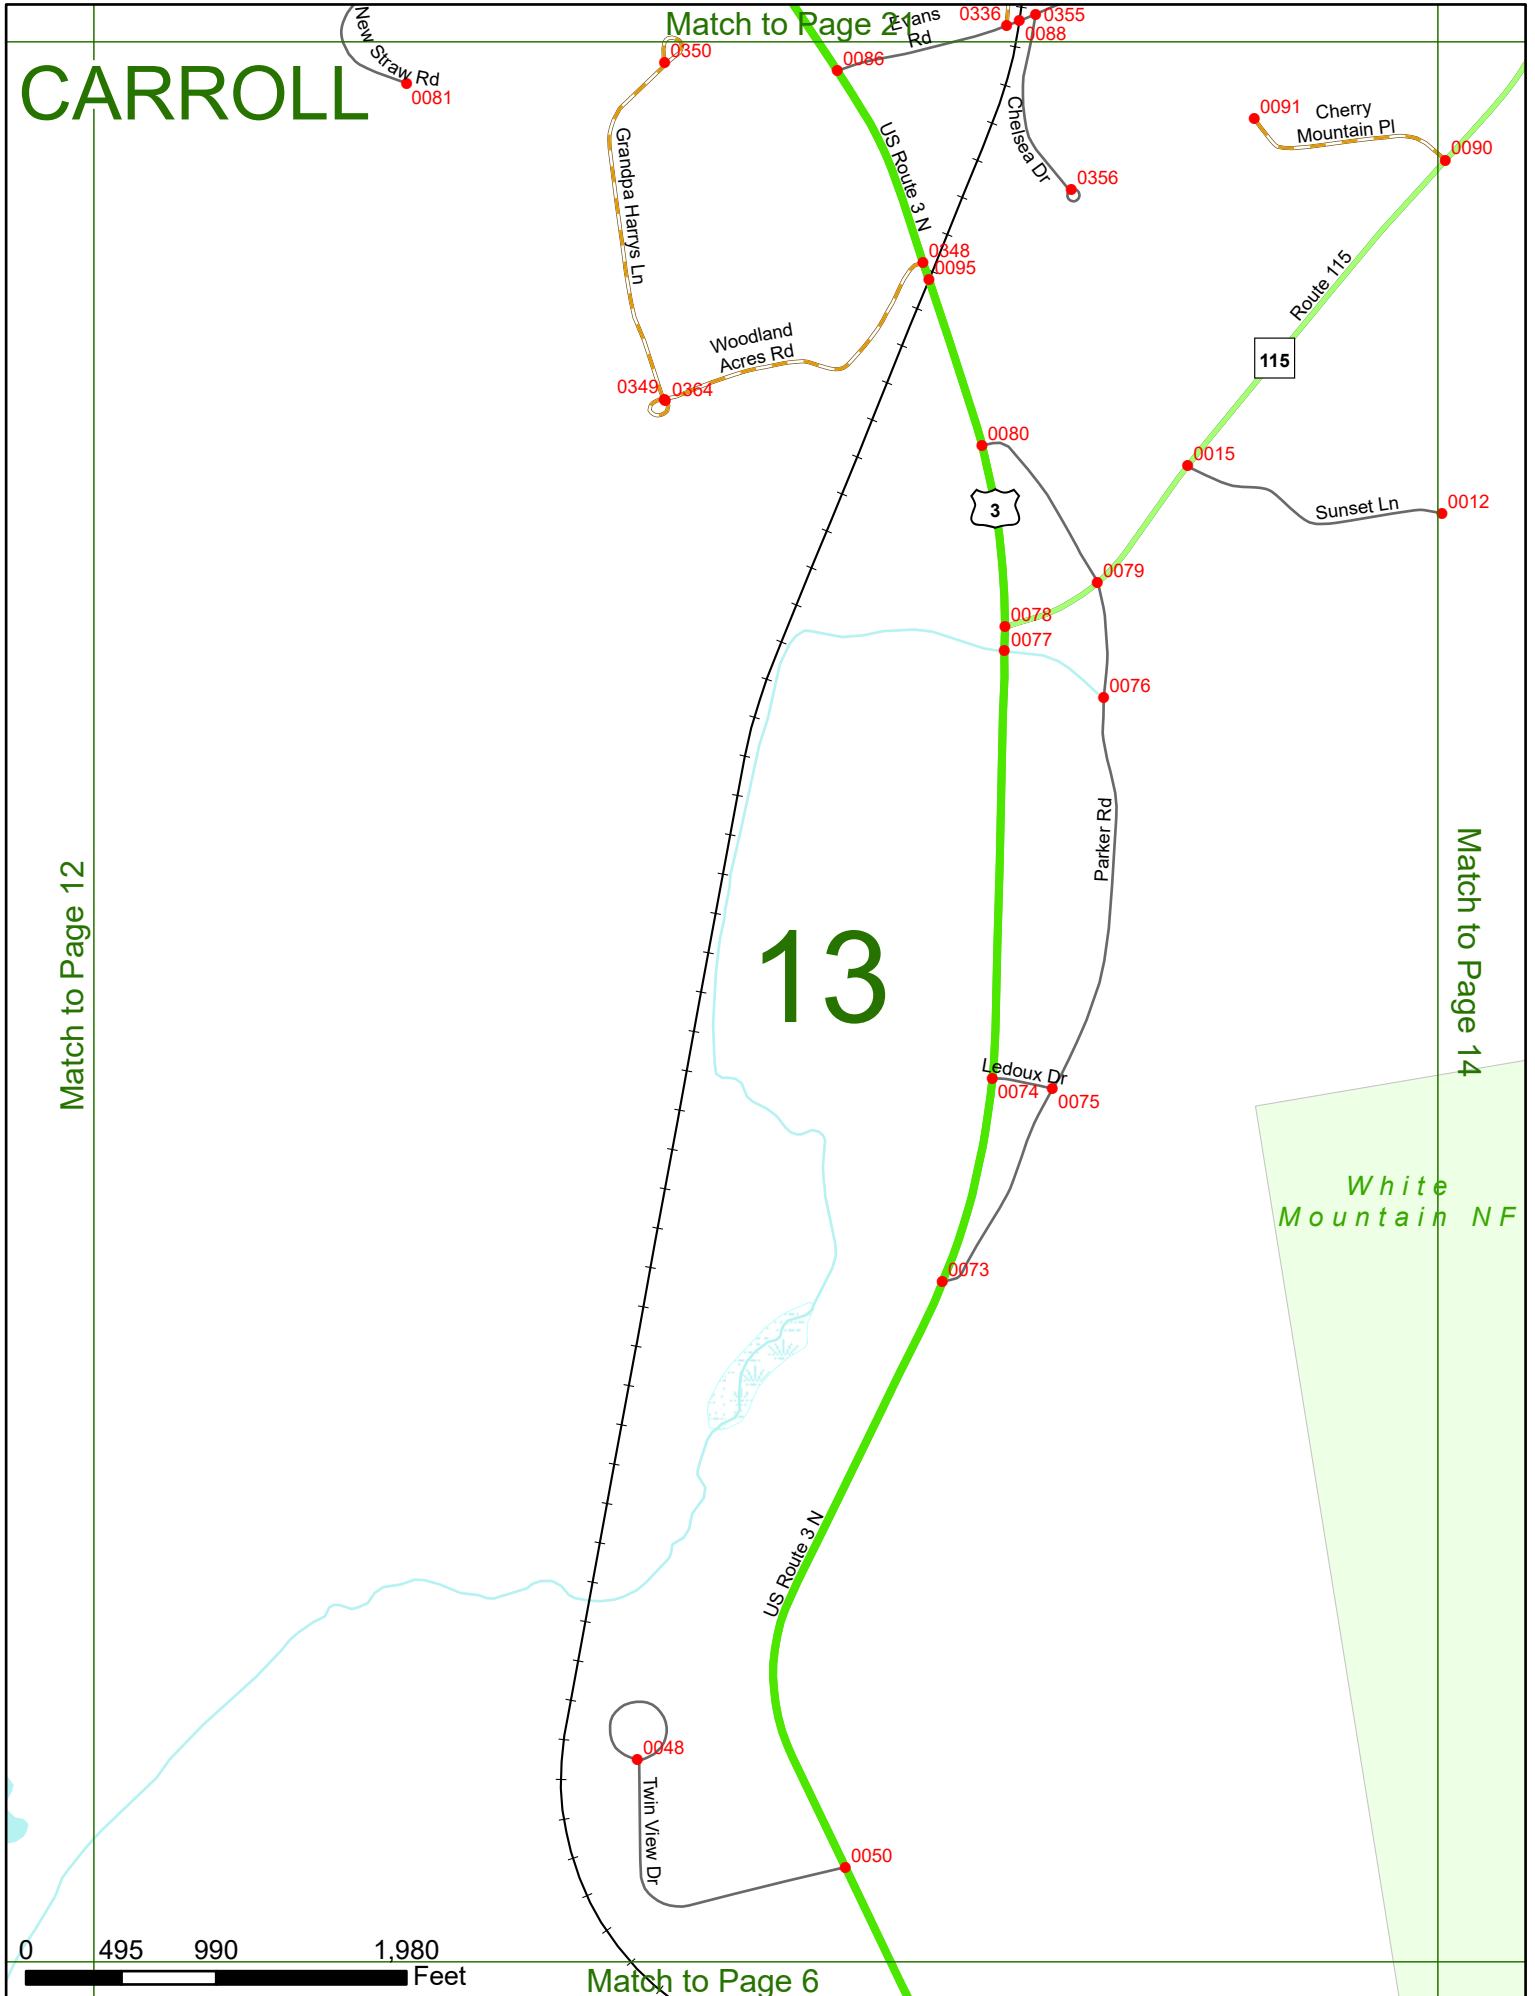 Match to Page 21
CARROLL
New Straw Rd
0081
0350
Evans
Rd
0086
0336
0355
0088
Chelsea Dr
0356
0091
Cherry
Mountain Pl
0090
US Route 3 N
Grandpa Harrys Ln
0348
0095
Route 115
115
Woodland
Acres Rd
0349
0364
0080
0015
3
Sunset Ln
0012
0079
0078
0077
0076
Parker Rd
Match to Page 12
13
Match to Page 14
Ledoux Dr
0074
0075
White
Mountain NF
0073
US Route 3 N
0048
Twin View Dr
0050
0 495 990 1,980
Feet
Match to Page 6